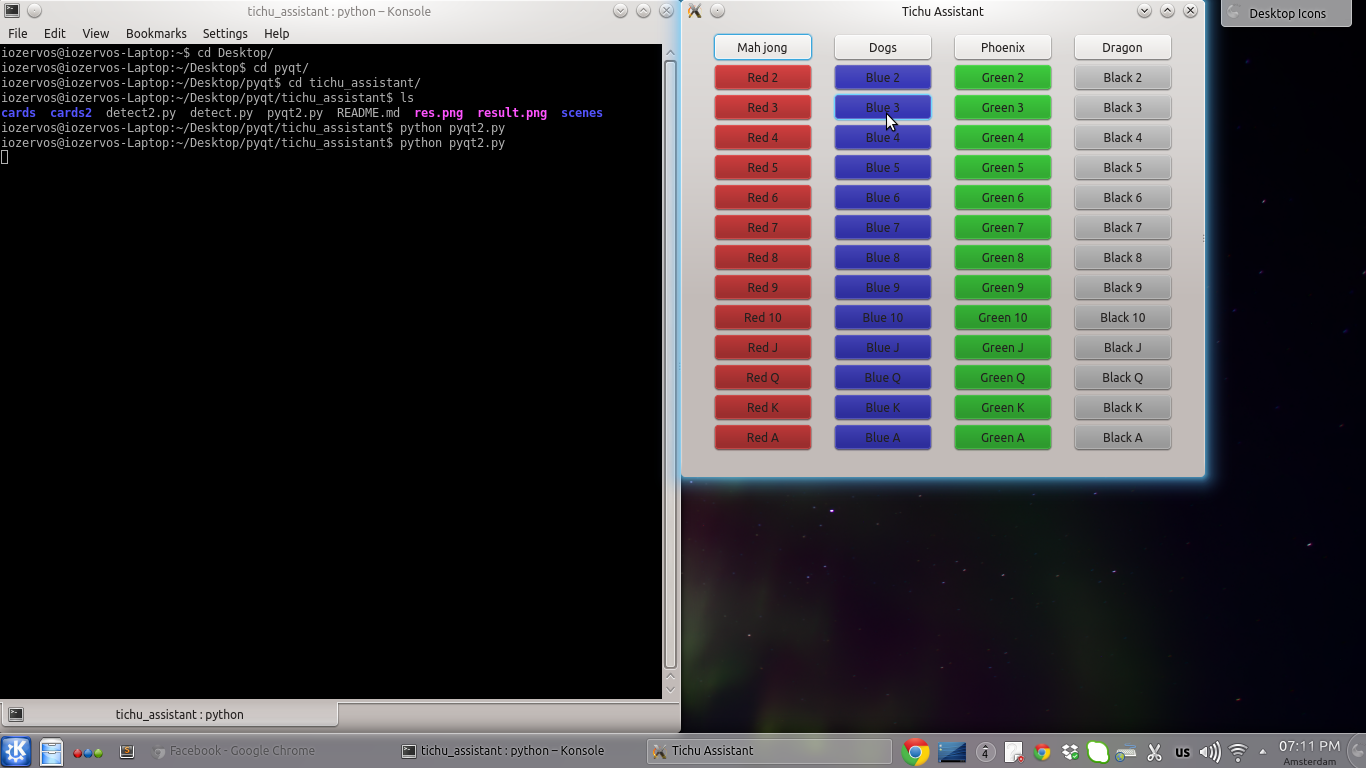 tichu_assistant : python – Konsole
File Edit View Bookmarks Settings Help
iozervos@iozervos-Laptop:~$ cd Desktop/
iozervos@iozervos-Laptop:~/Desktop$ cd pyqt/
iozervos@iozervos-Laptop:~/Desktop/pyqt$ cd tichu_assistant/
iozervos@iozervos-Laptop:~/Desktop/pyqt/tichu_assistant$ ls
cards cards2 detect2.py detect.py pyqt2.py README.md res.png result.png scenes
iozervos@iozervos-Laptop:~/Desktop/pyqt/tichu_assistant$ python pyqt2.py
iozervos@iozervos-Laptop:~/Desktop/pyqt/tichu_assistant$ python pyqt2.py
tichu_assistant : python
Tichu Assistant
Mah jong Dogs Phoenix Dragon
Red 2 Blue 2 Green 2 Black 2
Red 3 Blue 3 Green 3 Black 3
Red 4 Blue 4 Green 4 Black 4
Red 5 Blue 5 Green 5 Black 5
Red 6 Blue 6 Green 6 Black 6
Red 7 Blue 7 Green 7 Black 7
Red 8 Blue 8 Green 8 Black 8
Red 9 Blue 9 Green 9 Black 9
Red 10 Blue 10 Green 10 Black 10
Red J Blue J Green J Black J
Red Q Blue Q Green Q Black Q
Red K Blue K Green K Black K
Red A Blue A Green A Black A
Desktop Icons
Facebook - Google Chrome
tichu_assistant : python – Konsole
Tichu Assistant
4
us
07:11 PM
Amsterdam